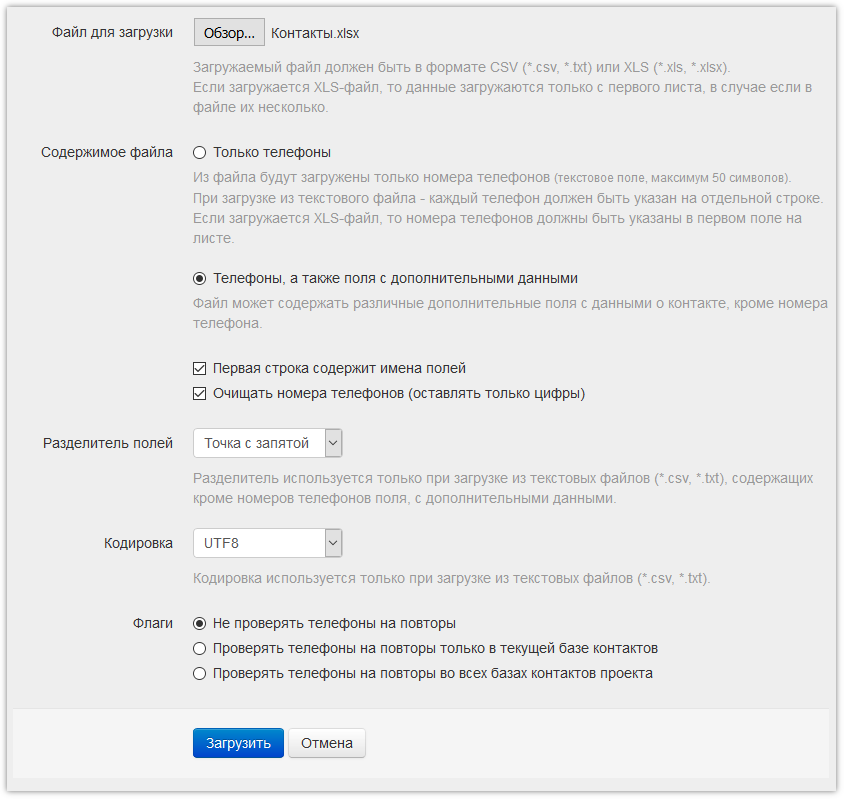 Файл для загрузки Обзор... Контакты.xlsx
Загружаемый файл должен быть в формате CSV (*.csv, *.txt) или XLS (*.xls, *.xlsx).
Если загружается XLS-файл, то данные загружаются только с первого листа, в случае если в
файле их несколько.
Содержимое файла Только телефоны
Из файла будут загружены только номера телефонов (текстовое поле, максимум 50 символов).
При загрузке из текстового файла - каждый телефон должен быть указан на отдельной строке.
Если загружается XLS-файл, то номера телефонов должны быть указаны в первом поле на
листе.
Телефоны, а также поля с дополнительными данными
Файл может содержать различные дополнительные поля с данными о контакте, кроме номера
телефона.
Первая строка содержит имена полей
Очищать номера телефонов (оставлять только цифры)
Разделитель полей Точка с запятой
Разделитель используется только при загрузке из текстовых файлов (*.csv, *.txt), содержащих
кроме номеров телефонов поля, с дополнительными данными.
Кодировка UTF8
Кодировка используется только при загрузке из текстовых файлов (*.csv, *.txt).
Флаги Не проверять телефоны на повторы
Проверять телефоны на повторы только в текущей базе контактов
Проверять телефоны на повторы во всех базах контактов проекта
Загрузить Отмена